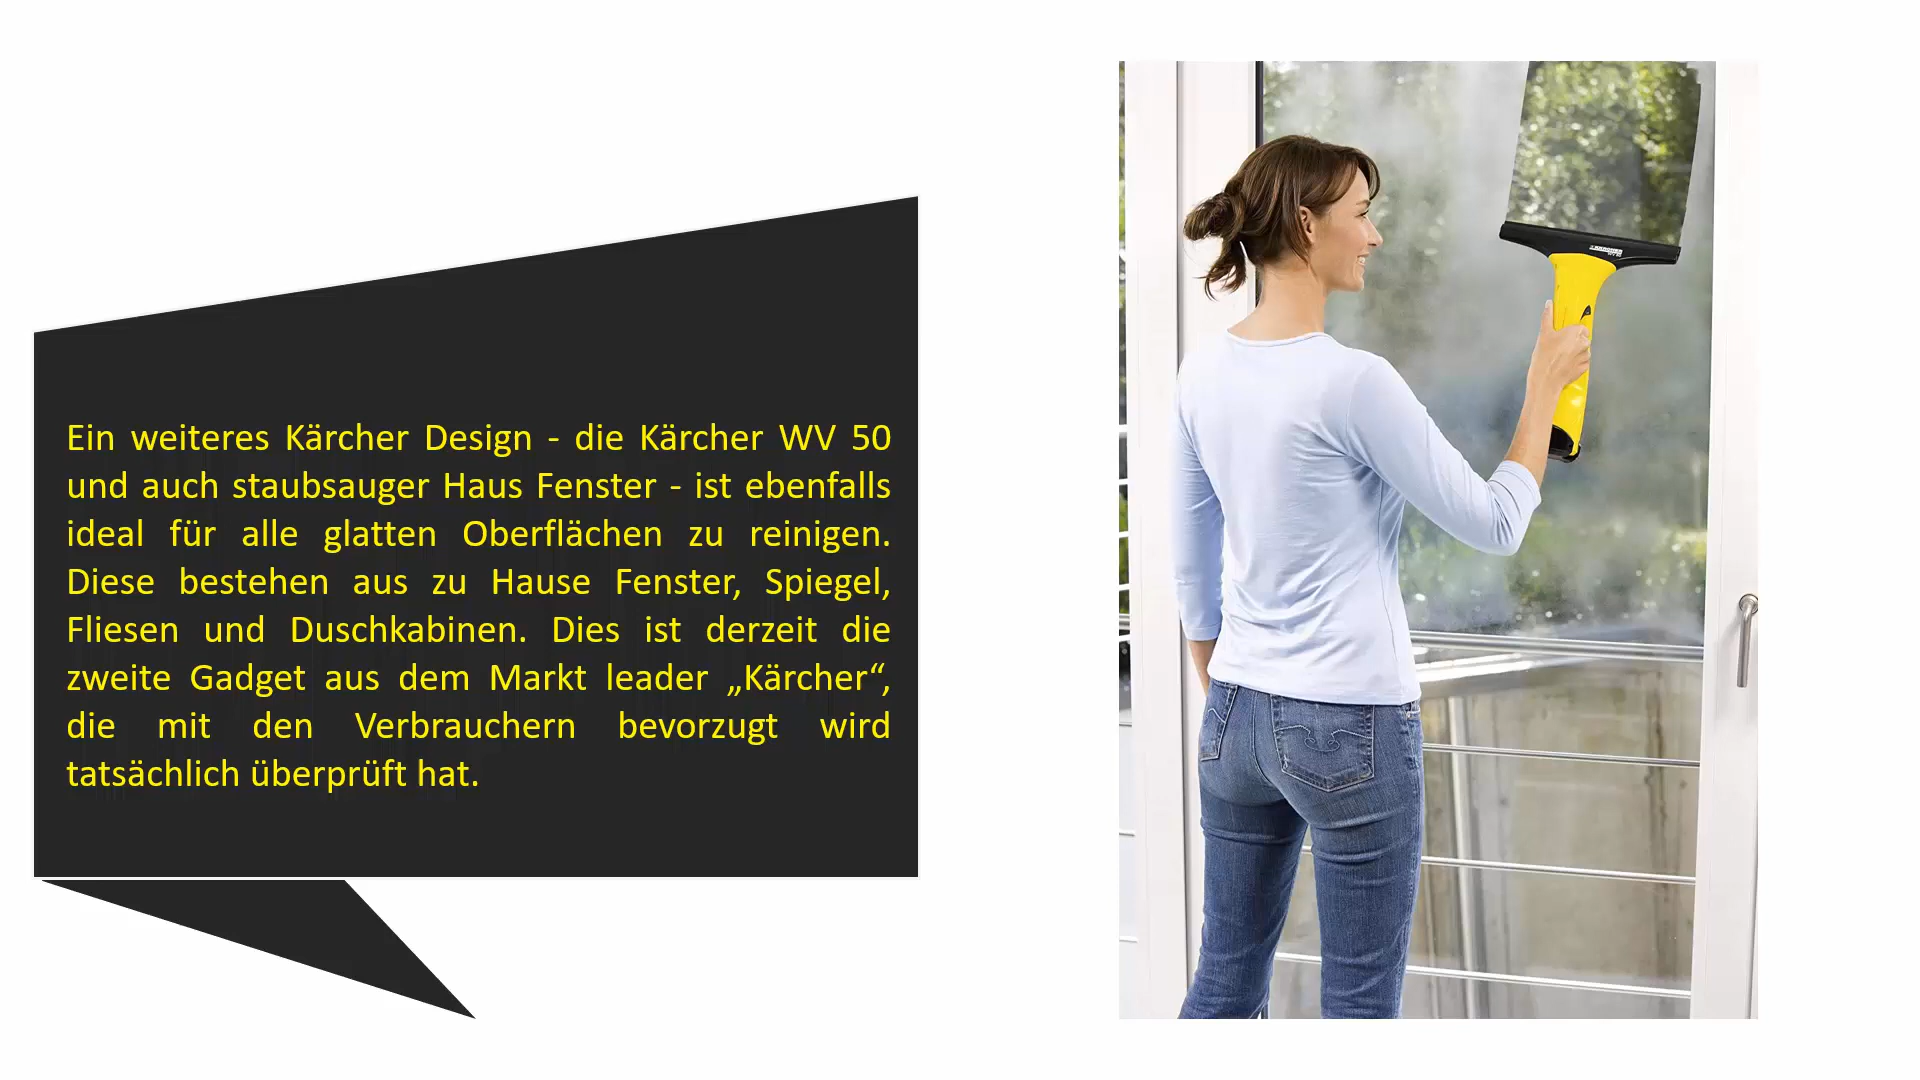 Ein weiteres Kärcher Design - die Kärcher WV 50
und auch staubsauger Haus Fenster - ist ebenfalls
ideal für alle glatten Oberflächen zu reinigen.
Diese bestehen aus zu Hause Fenster, Spiegel,
Fliesen und Duschkabinen. Dies ist derzeit die
zweite Gadget aus dem Markt leader „Kärcher“,
die mit den Verbrauchern bevorzugt wird
tatsächlich überprüft hat.
KÄRCHER